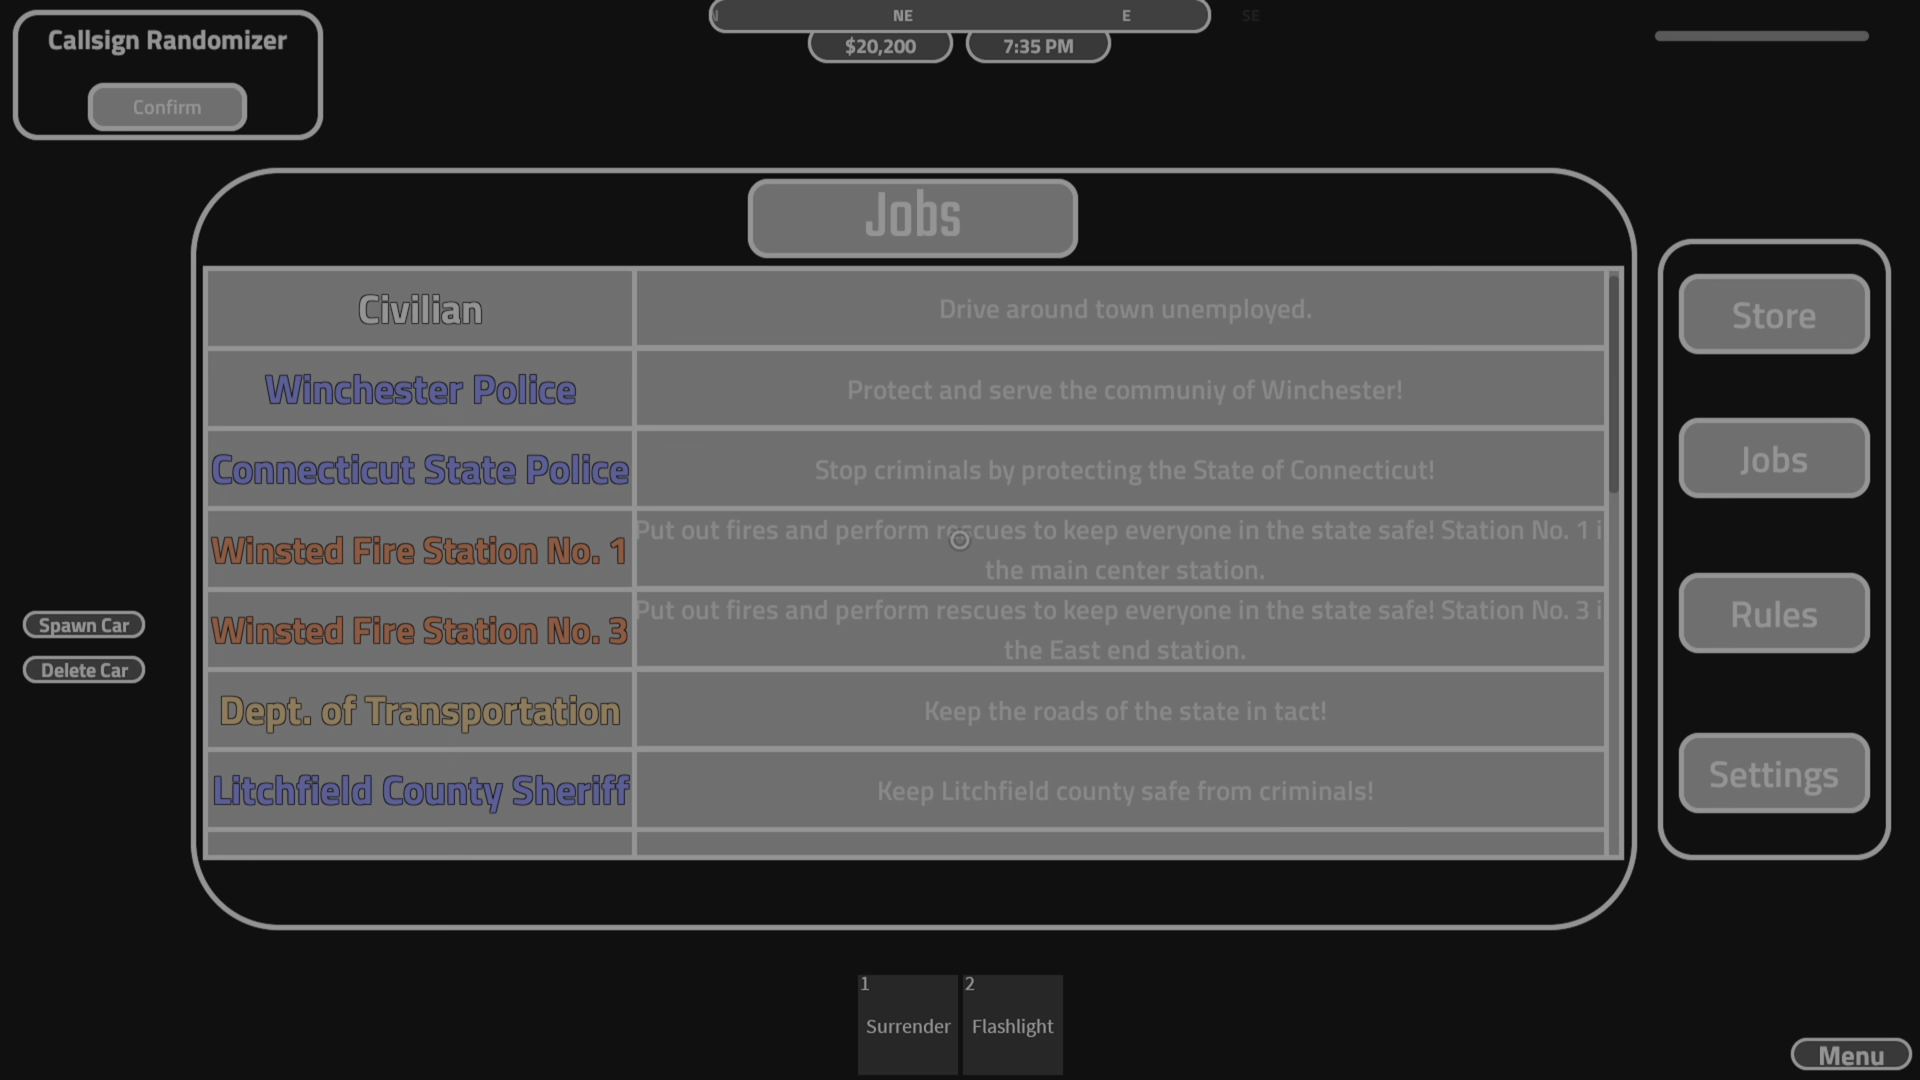 Callsign Randomizer
Confirm
N NE E SE
$20,200 7:35 PM
Jobs
Civilian
Drive around town unemployed.
Winchester Police
Protect and serve the communiy of Winchester!
Connecticut State Police
Stop criminals by protecting the State of Connecticut!
Winsted Fire Station No. 1
Put out fires and perform rescues to keep everyone in the state safe! Station No. 1 i
the main center station.
Winsted Fire Station No. 3
Put out fires and perform rescues to keep everyone in the state safe! Station No. 3 i
the East end station.
Dept. of Transportation
Keep the roads of the state in tact!
Litchfield County Sheriff
Keep Litchfield county safe from criminals!
Store
Jobs
Rules
Settings
Spawn Car
Delete Car
1
Surrender
2
Flashlight
Menu